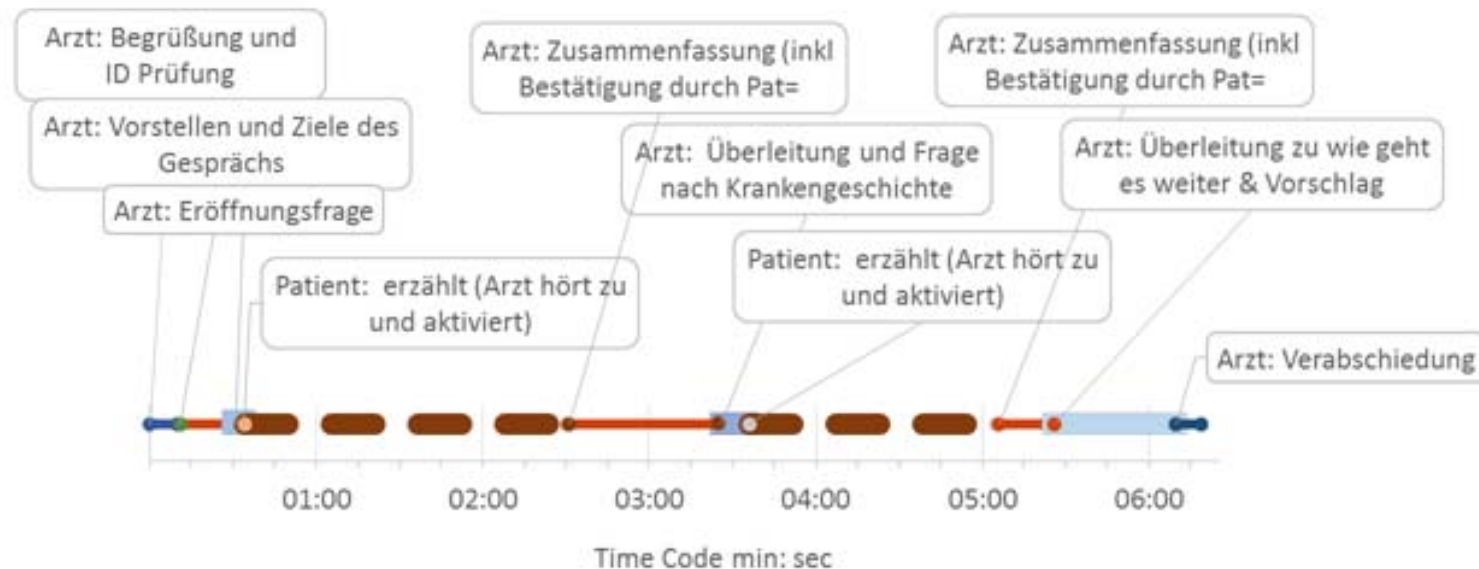 Arzt: Begrüßung und
ID Prüfung
Arzt: Vorstellen und Ziele des
Gesprächs
Arzt: Eröffnungsfrage
Patient:  erzählt (Arzt hört zu
und aktiviert)
Arzt: Zusammenfassung (inkl
Bestätigung durch Pat=
Arzt:  Überleitung und Frage
nach Krankengeschichte
Patient:  erzählt (Arzt hört zu
und aktiviert)
Arzt: Zusammenfassung (inkl
Bestätigung durch Pat=
Arzt: Überleitung zu wie geht
es weiter & Vorschlag
Arzt: Verabschiedung
01:00 02:00 03:00 04:00 05:00 06:00
Time Code min: sec